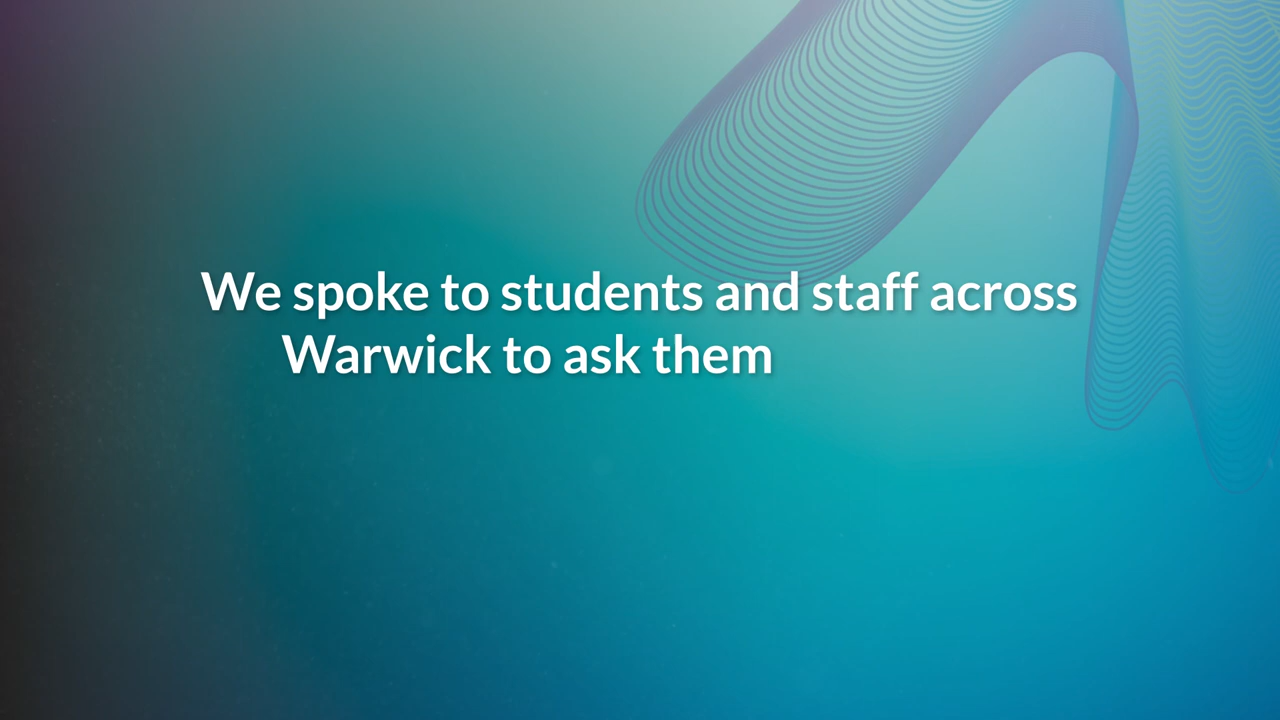 We spoke to students and staff across
Warwick to ask them